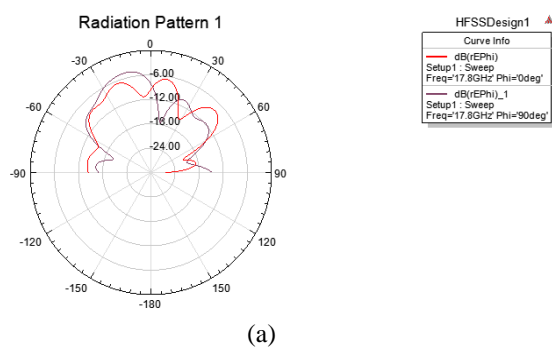 Radiation Pattern 1
HFSSDesign1
Curve Info
dB(rEPhi)
Setup1 : Sweep
Freq='17.8GHz' Phi='0deg'
dB(rEPhi)_1
Setup1 : Sweep
Freq='17.8GHz' Phi='90deg'
0
-30
30
-6.00
-60
60
-12.00
-18.00
-24.00
-90
90
-120
120
-150
150
-180
(a)